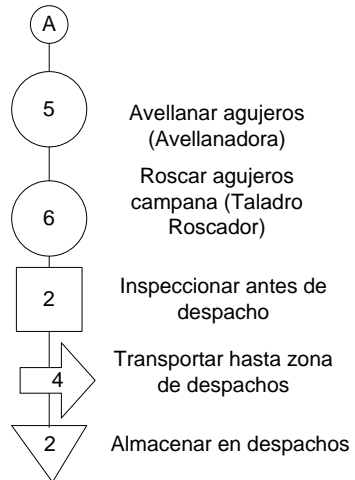 A
5
Avellanar agujeros
(Avellanadora)
6
Roscar agujeros
campana (Taladro
Roscador)
2
Inspeccionar antes de
despacho
4
Transportar hasta zona
de despachos
2
Almacenar en despachos